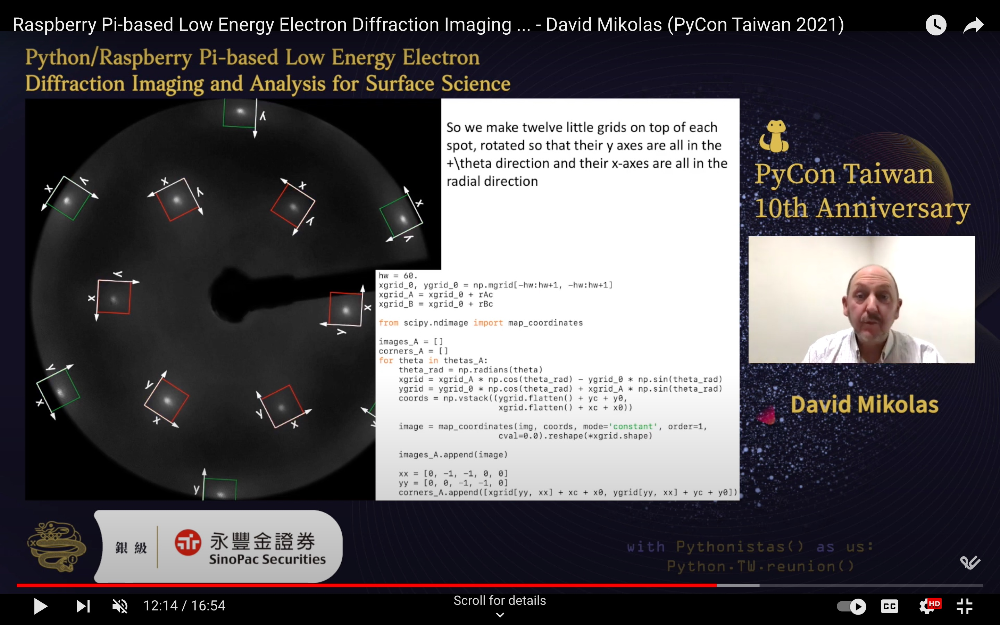 Raspberry Pi-based Low Energy Electron Diffraction Imaging ... - David Mikolas (PyCon Taiwan 2021)
Python/Raspberry Pi-based Low Energy Electron
Diffraction Imaging and Analysis for Surface Science
So we make twelve little grids on top of each
spot, rotated so that their y axes are all in the
+\theta direction and their x-axes are all in the
radial direction
y
x y
x y
x y
x y
y x
x y
y x
y x
y x
y
hw = 60.
xgrid_0, ygrid_0 = np.mgrid[-hw:hw+1, -hw:hw+1]
xgrid_A = xgrid_0 + rAc
xgrid_B = xgrid_0 + rBc
from scipy.ndimage import map_coordinates
images_A = []
corners_A = []
for theta in thetas_A:
    theta_rad = np.radians(theta)
    xgrid = xgrid_A * np.cos(theta_rad) - ygrid_0 * np.sin(theta_rad)
    ygrid = ygrid_0 * np.cos(theta_rad) + xgrid_A * np.sin(theta_rad)
    coords = np.vstack((ygrid.flatten() + yc + y0,
                        xgrid.flatten() + xc + x0))
    image = map_coordinates(img, coords, mode='constant', order=1,
                        cval=0.0).reshape(*xgrid.shape)
    images_A.append(image)
    xx = [0, -1, -1, 0, 0]
    yy = [0, 0, -1, -1, 0]
    corners_A.append([xgrid[yy, xx] + xc + x0, ygrid[yy, xx] + yc + y0])
PyCon Taiwan
10th Anniversary
David Mikolas
銀級
永豐金證券
SinoPac Securities
with Pythonistas() as us:
Python.TW.reunion()
12:14 / 16:54
Scroll for details
CC
HD